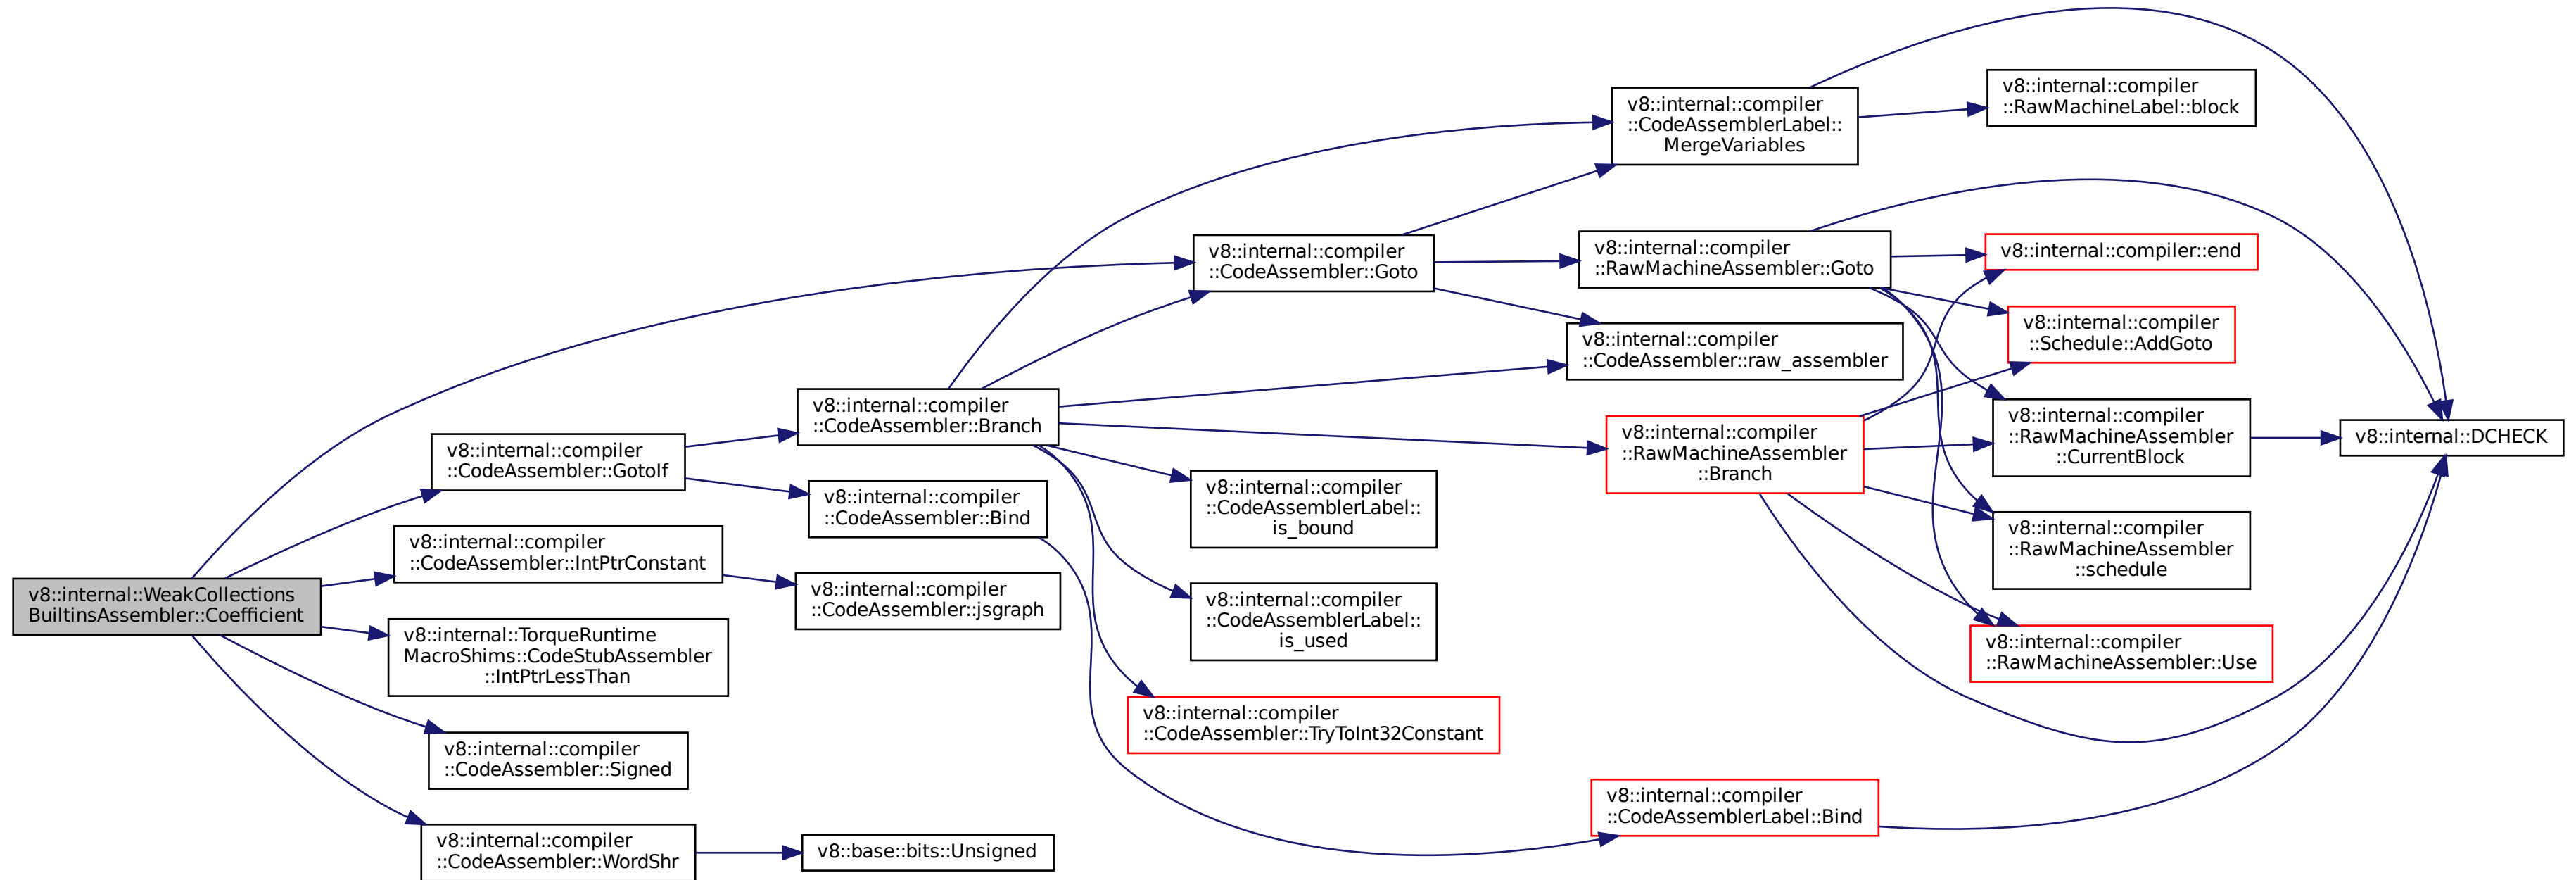 v8::internal::WeakCollections
BuiltinsAssembler::Coefficient
v8::internal::compiler
::CodeAssembler::GotoIf
v8::internal::compiler
::CodeAssembler::IntPtrConstant
v8::internal::TorqueRuntime
MacroShims::CodeStubAssembler
::IntPtrLessThan
v8::internal::compiler
::CodeAssembler::Signed
v8::internal::compiler
::CodeAssembler::WordShr
v8::internal::compiler
::CodeAssembler::Branch
v8::internal::compiler
::CodeAssembler::Bind
v8::internal::compiler
::CodeAssembler::jsgraph
v8::base::bits::Unsigned
v8::internal::compiler
::CodeAssembler::Goto
v8::internal::compiler
::CodeAssemblerLabel::
is_bound
v8::internal::compiler
::CodeAssemblerLabel::
is_used
v8::internal::compiler
::CodeAssembler::TryToInt32Constant
v8::internal::compiler
::CodeAssemblerLabel::
MergeVariables
v8::internal::compiler
::RawMachineAssembler::Goto
v8::internal::compiler
::CodeAssembler::raw_assembler
v8::internal::compiler
::RawMachineAssembler
::Branch
v8::internal::compiler
::CodeAssemblerLabel::Bind
v8::internal::compiler
::RawMachineLabel::block
v8::internal::compiler::end
v8::internal::compiler
::Schedule::AddGoto
v8::internal::compiler
::RawMachineAssembler
::CurrentBlock
v8::internal::compiler
::RawMachineAssembler
::schedule
v8::internal::compiler
::RawMachineAssembler::Use
v8::internal::DCHECK